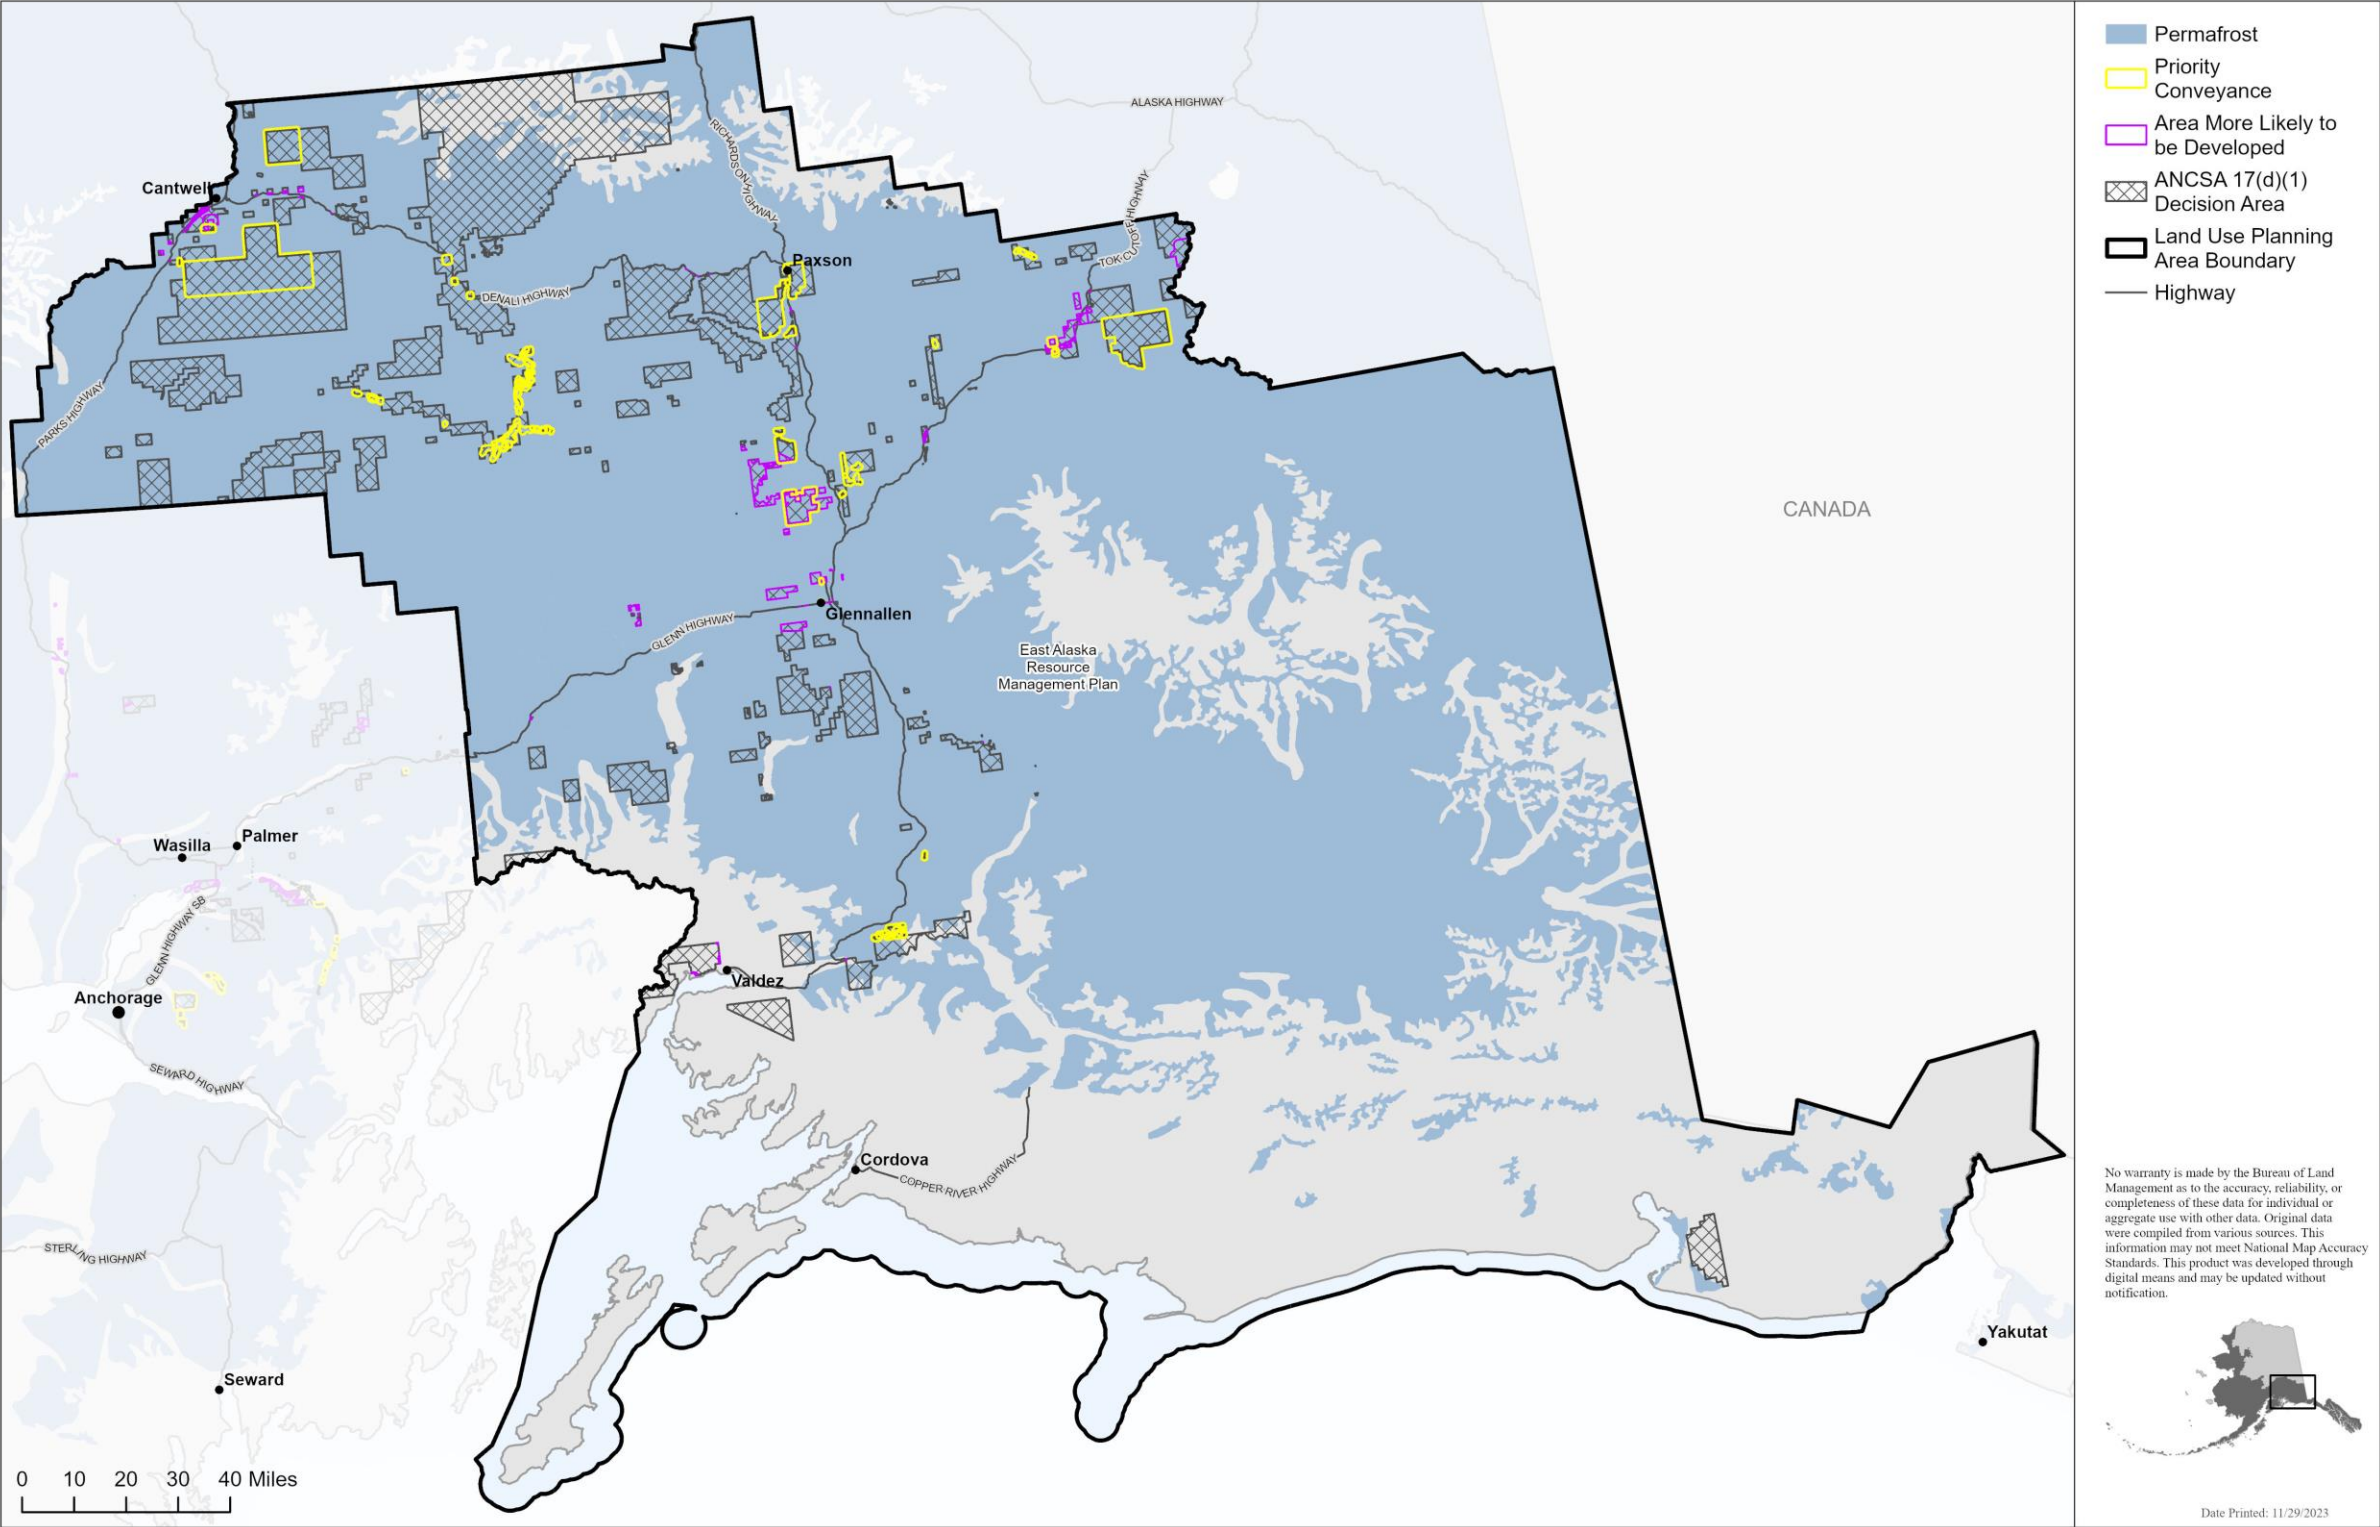 ALASKA HIGHWAY
RICHARDSON HIGHWAY
Cantwell
TOK CUTOFF HIGHWAY
Paxson
DENALI HIGHWAY
PARKS HIGHWAY
CANADA
Glennallen
GLENN HIGHWAY
East Alaska
Resource
Management Plan
Palmer
Wasilla
GLENN HIGHWAY SB
Valdez
Anchorage
SEWARD HIGHWAY
Cordova
COPPER RIVER HIGHWAY
STERLING HIGHWAY
Yakutat
Seward
0 10 20 30 40 Miles
Permafrost
Priority
Conveyance
Area More Likely to
be Developed
ANCSA 17(d)(1)
Decision Area
Land Use Planning
Area Boundary
Highway
No warranty is made by the Bureau of Land
Management as to the accuracy, reliability, or
completeness of these data for individual or
aggregate use with other data. Original data
were compiled from various sources. This
information may not meet National Map Accuracy
Standards. This product was developed through
digital means and may be updated without
notification.
Date Printed: 11/29/2023